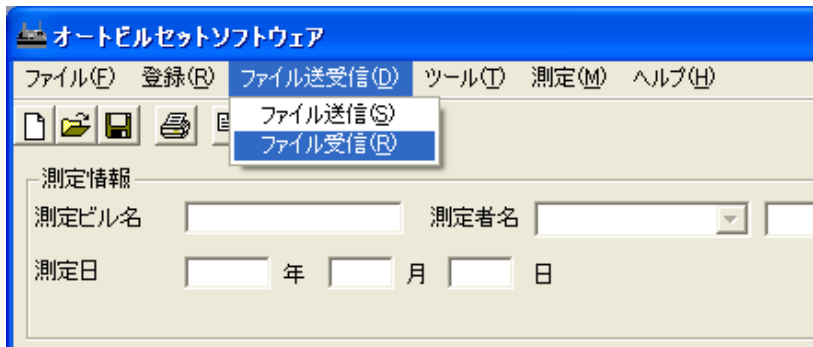 オートビルセットソフトウェア
ファイル(F) 登録(R) ファイル送受信(D) ツール(T) 測定(M) ヘルプ(H)
ファイル送信(S)
ファイル受信(R)
測定情報
測定ビル名 測定者名
測定日 年 月 日